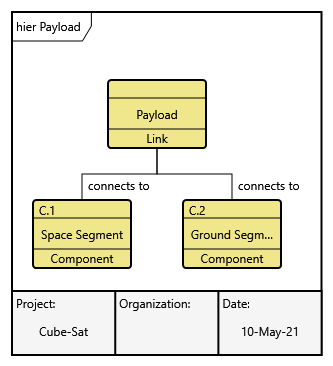 hier Payload
Payload
Link
connects to
connects to
C.1
Space Segment
Component
C.2
Ground Segm...
Component
Project:
Cube-Sat
Organization:
Date:
10-May-21